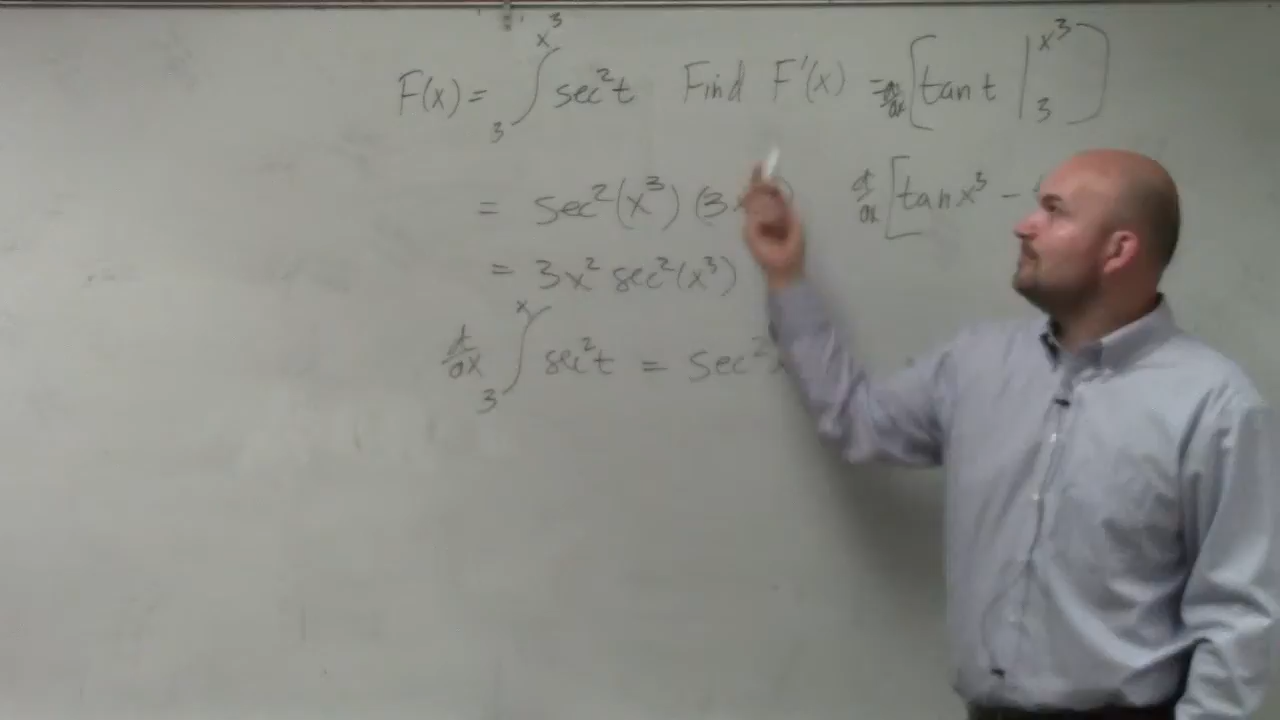 F(x) = ∫₃^x³ sec²t Find F'(x) = d/dx [tan t |₃^x³]
= sec²(x³) (3x
d/dx [tan x³ -
= 3x² sec²(x³)
d/dx ∫₃^x sec²t = sec²x